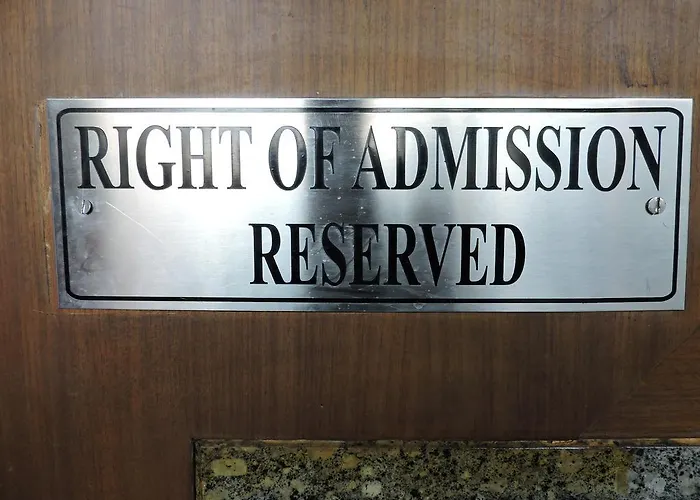 RIGHT OF ADMISSION
RESERVED